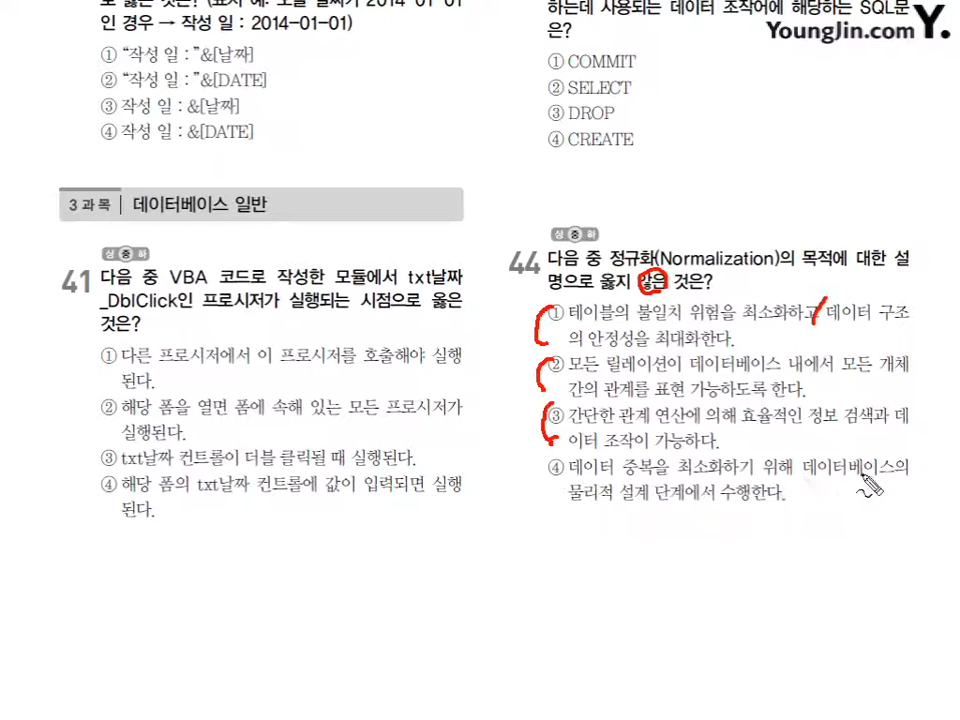 인 경우 → 작성 일 : 2014-01-01)
① “작성 일 : ”&[날짜]
② “작성 일 : ”&[DATE]
③ 작성 일 : &[날짜]
④ 작성 일 : &[DATE]
3 과 목 | 데이터베이스 일반
상 중 하
41 다음 중 VBA 코드로 작성한 모듈에서 txt날짜
_DblClick인 프로시저가 실행되는 시점으로 옳은
것은?
① 다른 프로시저에서 이 프로시저를 호출해야 실행
된다.
② 해당 폼을 열면 폼에 속해 있는 모든 프로시저가
실행된다.
③ txt날짜 컨트롤이 더블 클릭될 때 실행된다.
④ 해당 폼의 txt날짜 컨트롤에 값이 입력되면 실행
된다.
하는데 사용되는 데이터 조작어에 해당하는 SQL문
은?
YoungJin.com Y.
① COMMIT
② SELECT
③ DROP
④ CREATE
상 중 하
44 다음 중 정규화(Normalization)의 목적에 대한 설
명으로 옳지 않은 것은?
① 테이블의 불일치 위험을 최소화하고 데이터 구조
의 안정성을 최대화한다.
② 모든 릴레이션이 데이터베이스 내에서 모든 개체
간의 관계를 표현 가능하도록 한다.
③ 간단한 관계 연산에 의해 효율적인 정보 검색과 데
이터 조작이 가능하다.
④ 데이터 중복을 최소화하기 위해 데이터베이스의
물리적 설계 단계에서 수행한다.